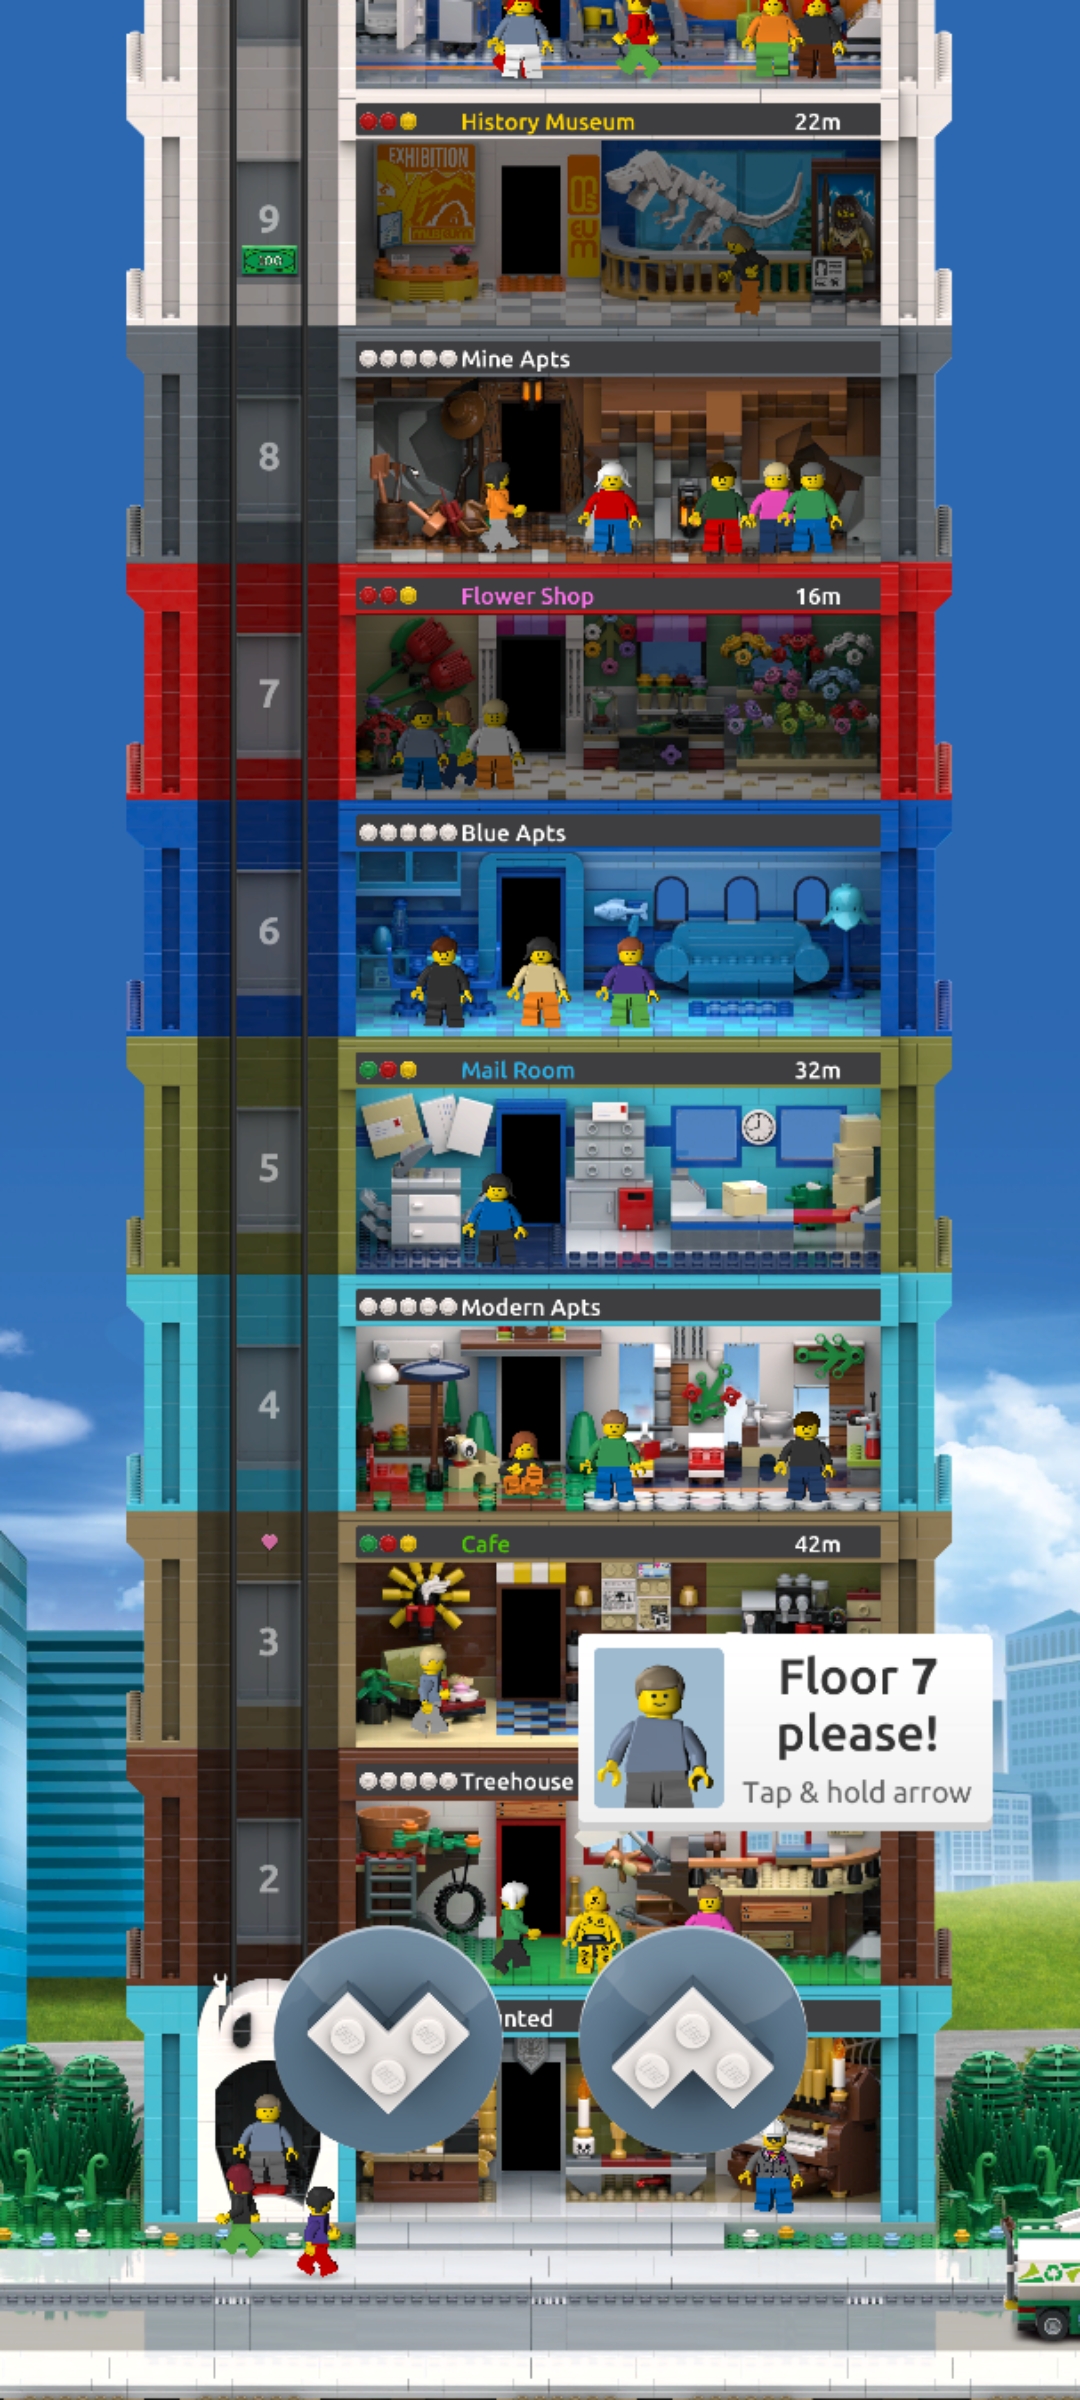 History Museum 22m
EXHIBITION
MUSEUM
9
100
Mine Apts
8
Flower Shop 16m
7
Blue Apts
6
Mail Room 32m
5
Modern Apts
4
Cafe 42m
3
Floor 7
please!
Tap & hold arrow
Treehouse
2
nted